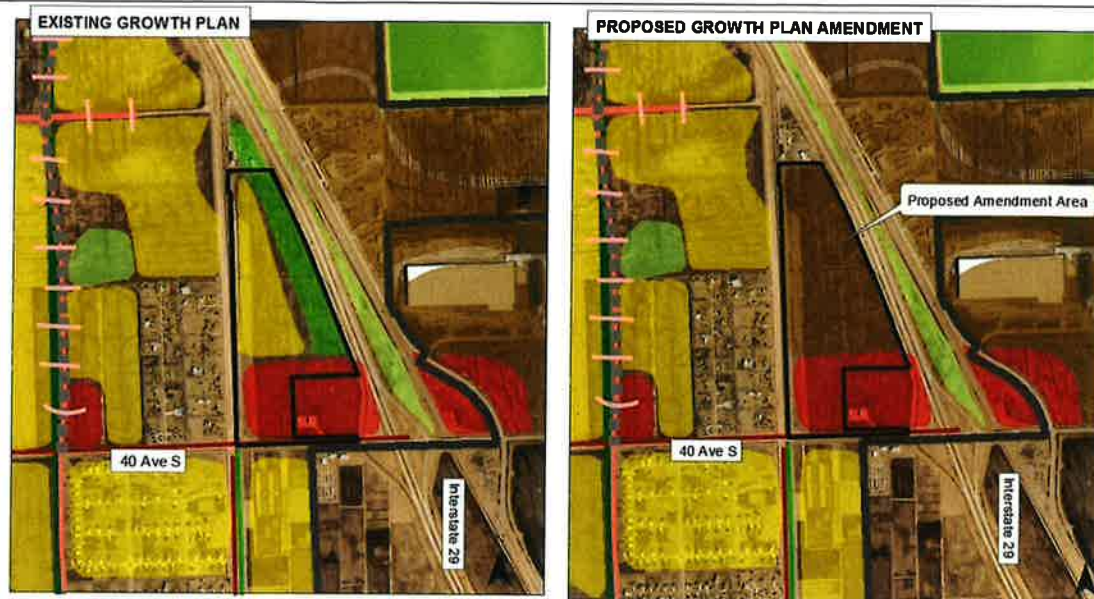 EXISTING GROWTH PLAN
40 Ave S
Interstate 29
PROPOSED GROWTH PLAN AMENDMENT
Proposed Amendment Area
40 Ave S
Interstate 29